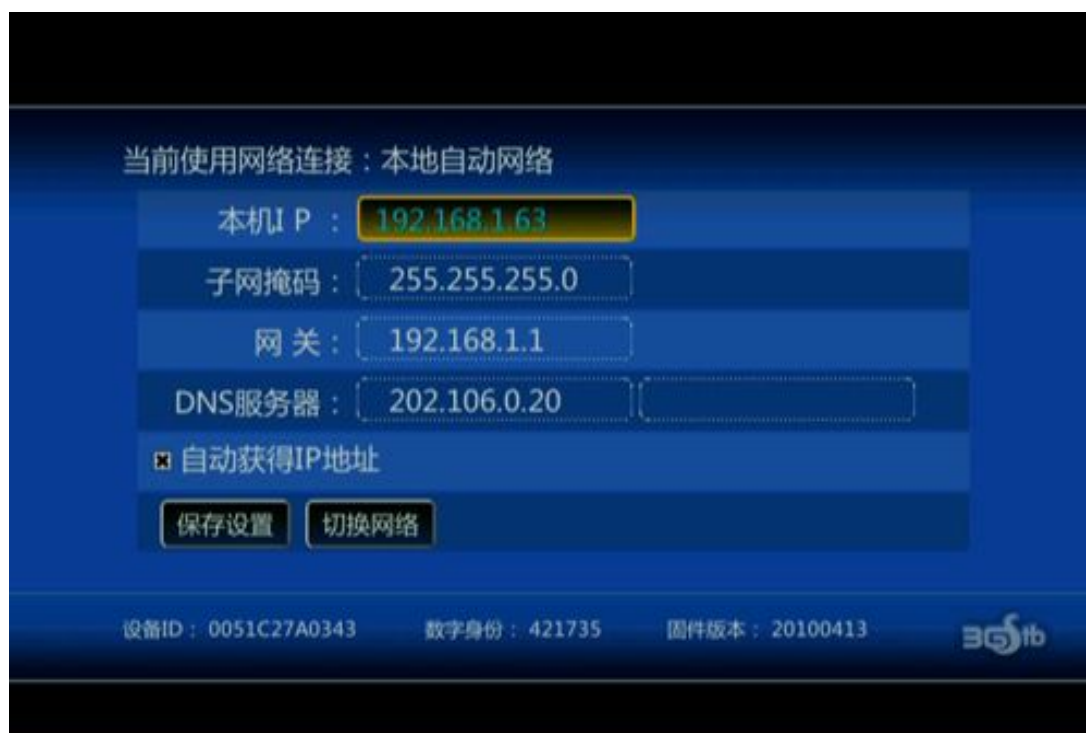 当前使用网络连接：本地自动网络
本机I P ： 192.168.1.63
子网掩码： 255.255.255.0
网 关： 192.168.1.1
DNS服务器： 202.106.0.20
自动获得IP地址
保存设置 切换网络
设备ID： 0051C27A0343 数字身份： 421735 固件版本： 20100413
3GStb